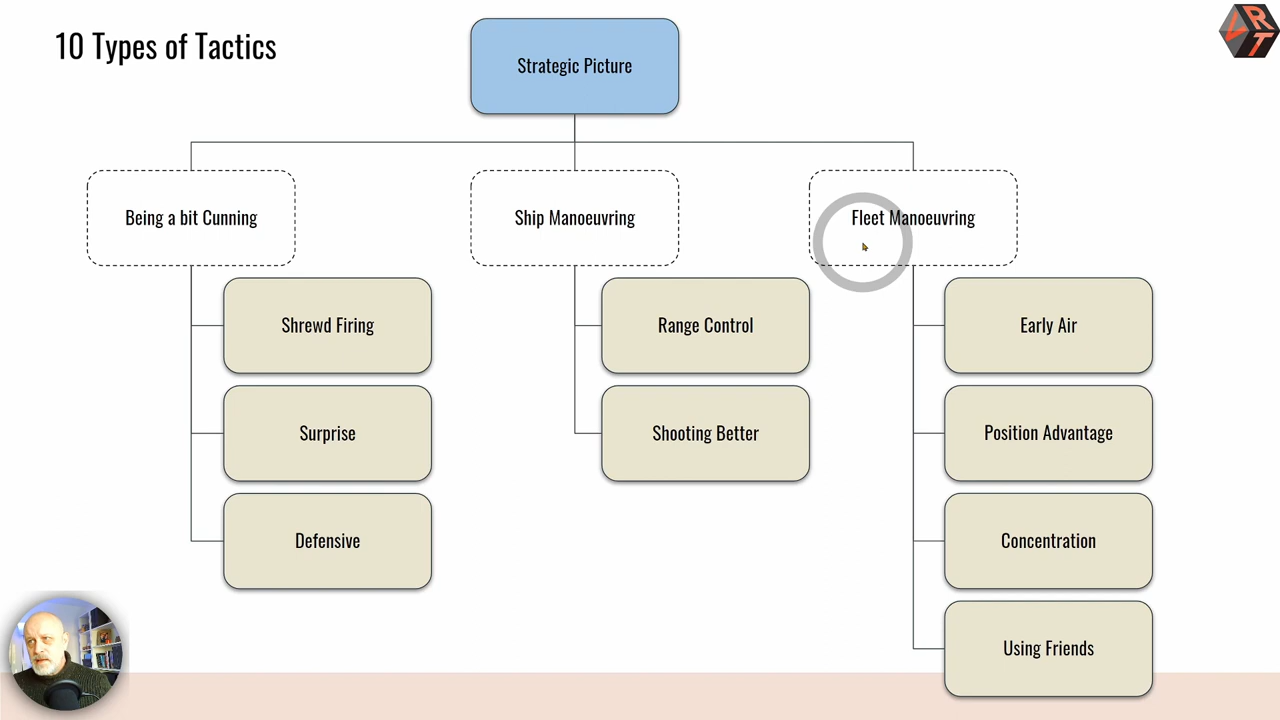 10 Types of Tactics
Strategic Picture
LRT
Being a bit Cunning
Ship Manoeuvring
Fleet Manoeuvring
Shrewd Firing
Range Control
Early Air
Surprise
Shooting Better
Position Advantage
Defensive
Concentration
Using Friends